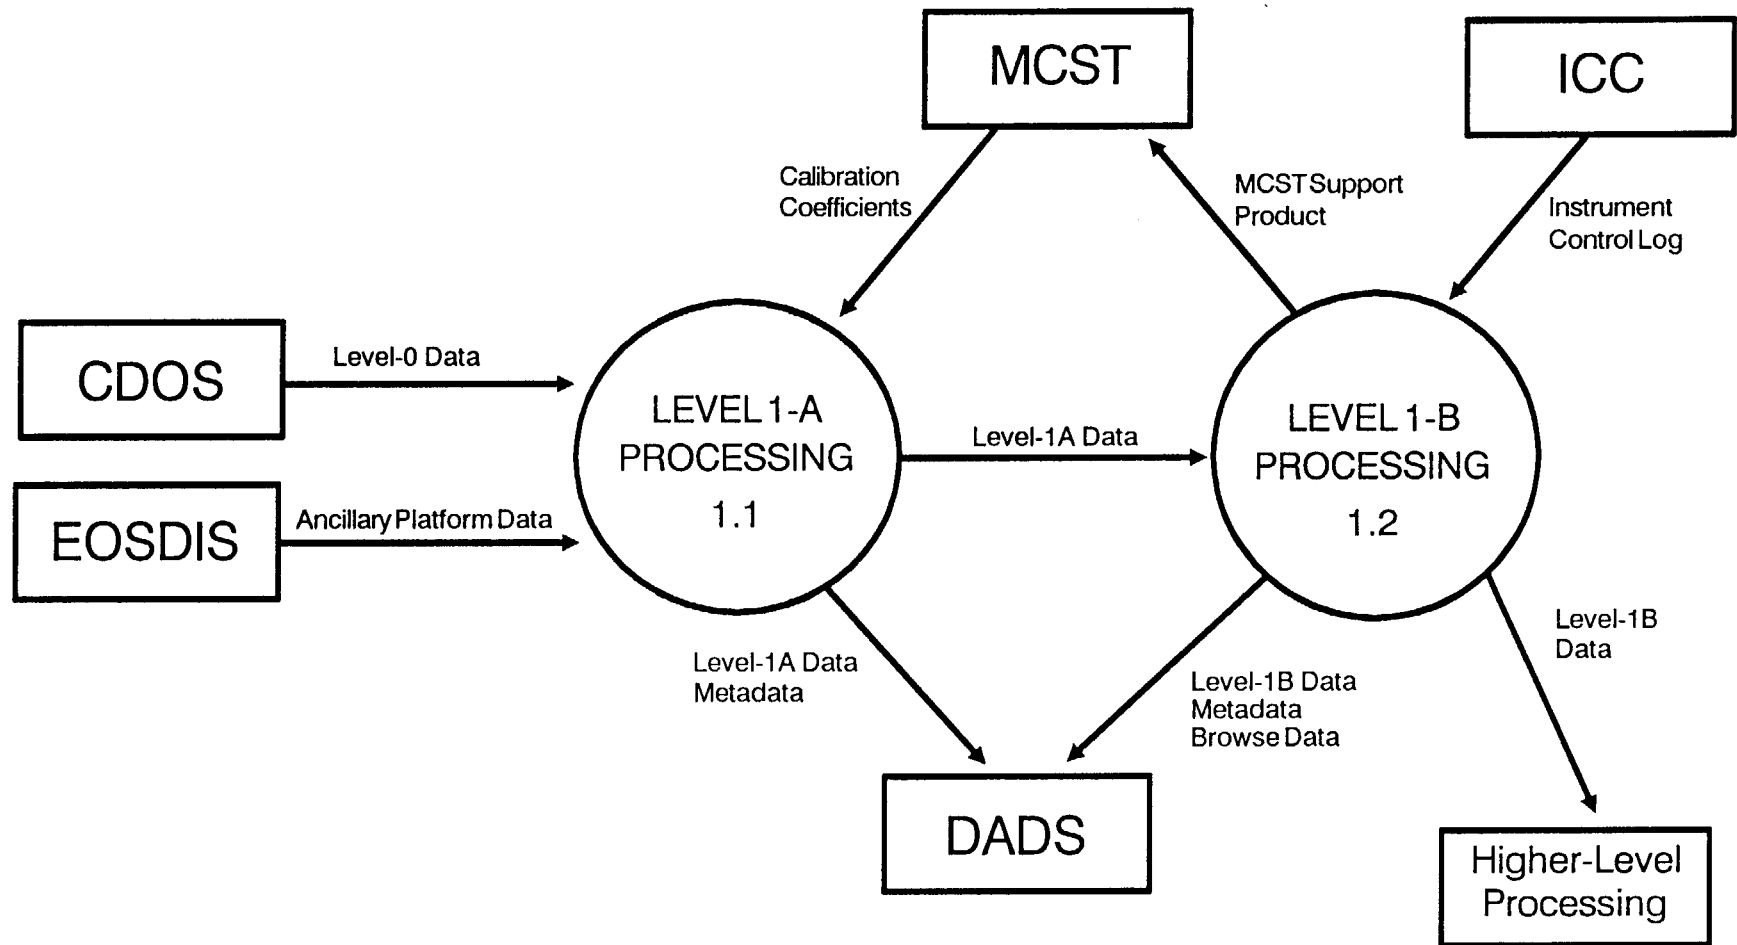 MCST
ICC
Calibration
Coefficients
MCST Support
Product
Instrument
Control Log
CDOS
Level-0 Data
LEVEL 1-A
PROCESSING
1.1
Level-1A Data
LEVEL 1-B
PROCESSING
1.2
EOSDIS
Ancillary Platform Data
Level-1A Data
Metadata
Level-1B Data
Metadata
Browse Data
Level-1B
Data
DADS
Higher-Level
Processing